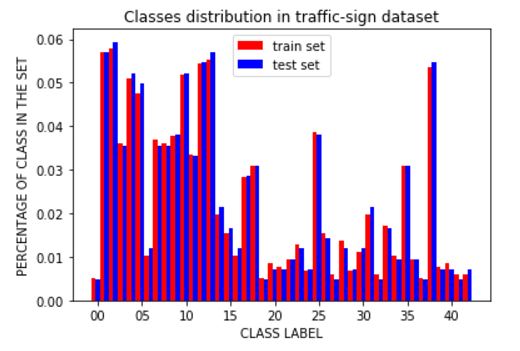 Classes distribution in traffic-sign dataset
train set
test set
PERCENTAGE OF CLASS IN THE SET
0.06
0.05
0.04
0.03
0.02
0.01
0.00
00 05 10 15 20 25 30 35 40
CLASS LABEL